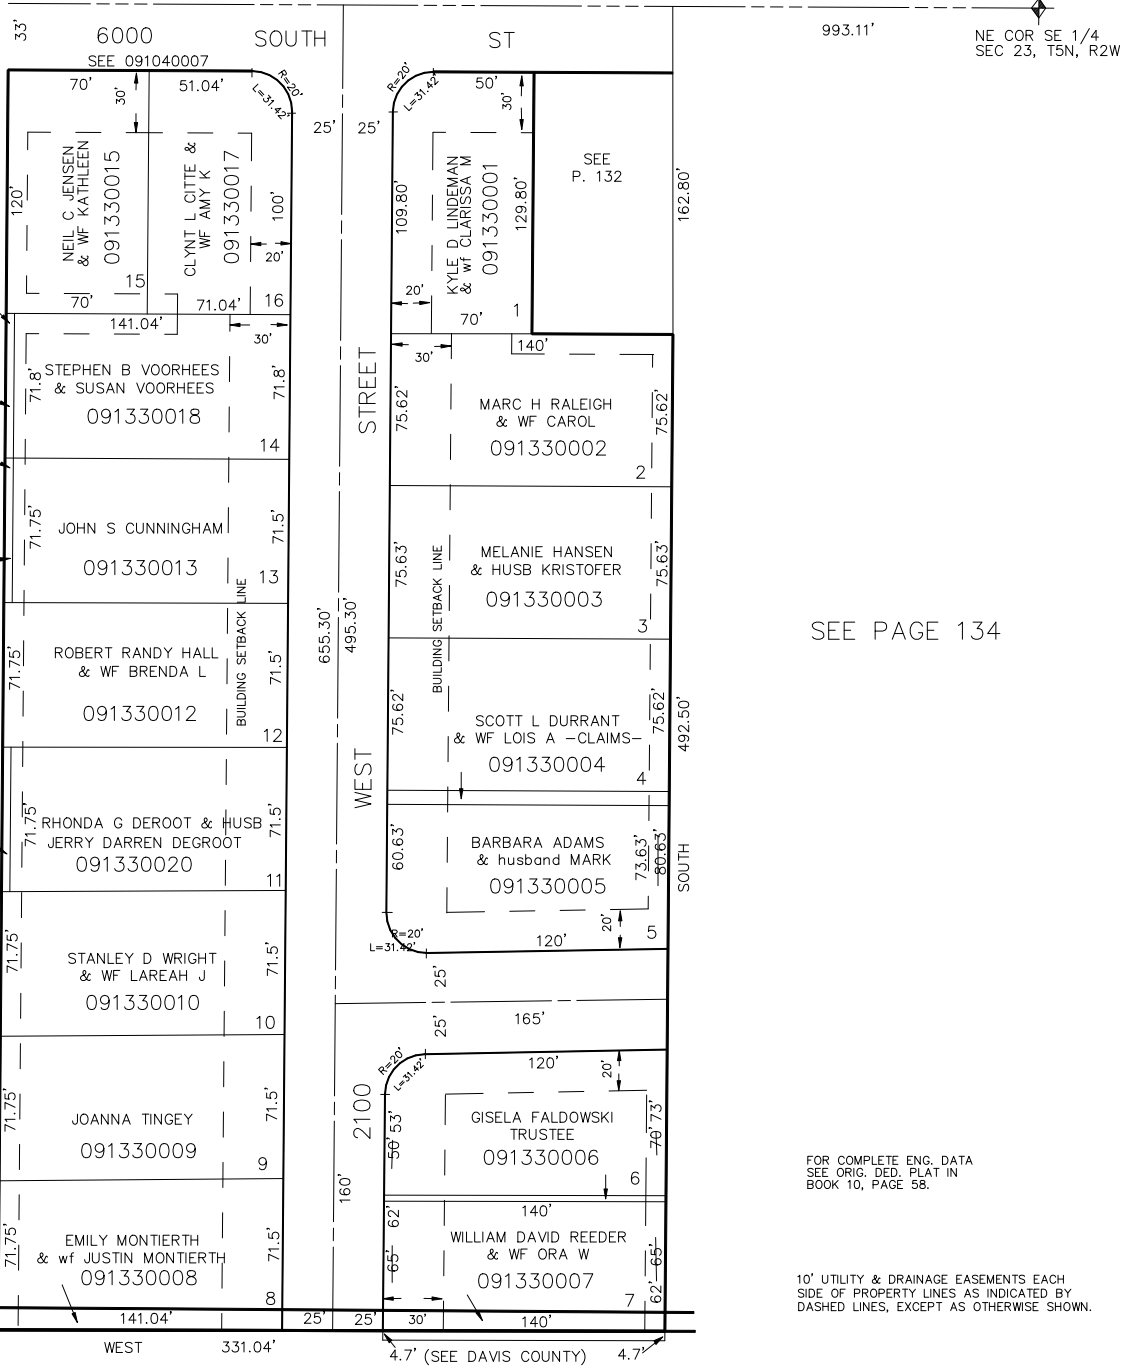 33'
6000
SOUTH
ST
993.11'
NE COR SE 1/4
SEC 23, T5N, R2W
SEE 091040007
70'
51.04'
R=20'
L=31.42'
R=20'
L=31.42'
50'
30'
30'
25'
25'
120'
NEIL C JENSEN
& WF KATHLEEN
091330015
15
70'
CLYNT L CITTE &
WF AMY K
091330017
100'
20'
71.04'
16
109.80'
KYLE D LINDEMAN
& wf CLARISSA M
091330001
129.80'
20'
70'
1
SEE
P. 132
162.80'
141.04'
30'
STEPHEN B VOORHEES
& SUSAN VOORHEES
091330018
71.8'
71.8'
14
STREET
30'
140'
75.62'
MARC H RALEIGH
& WF CAROL
091330002
75.62'
2
71.75'
JOHN S CUNNINGHAM
091330013
71.5'
13
BUILDING SETBACK LINE
655.30'
495.30'
BUILDING SETBACK LINE
75.63'
MELANIE HANSEN
& HUSB KRISTOFER
091330003
75.63'
3
SEE PAGE 134
71.75'
ROBERT RANDY HALL
& WF BRENDA L
091330012
71.5'
12
WEST
75.62'
SCOTT L DURRANT
& WF LOIS A -CLAIMS-
091330004
75.62'
4
492.50'
71.75'
RHONDA G DEROOT & HUSB
JERRY DARREN DEGROOT
091330020
71.5'
11
60.63'
BARBARA ADAMS
& husband MARK
091330005
73.63'
80.63'
SOUTH
20'
5
R=20'
L=31.42'
120'
71.75'
STANLEY D WRIGHT
& WF LAREAH J
091330010
71.5'
10
25'
165'
25'
R=20'
L=31.42'
120'
20'
71.75'
JOANNA TINGEY
091330009
71.5'
9
2100
53'
50'
GISELA FALDOWSKI
TRUSTEE
091330006
73'
70'
6
FOR COMPLETE ENG. DATA
SEE ORIG. DED. PLAT IN
BOOK 10, PAGE 58.
160'
71.75'
EMILY MONTIERTH
& wf JUSTIN MONTIERTH
091330008
71.5'
8
62'
65'
140'
WILLIAM DAVID REEDER
& WF ORA W
091330007
65'
62'
7
10' UTILITY & DRAINAGE EASEMENTS EACH
SIDE OF PROPERTY LINES AS INDICATED BY
DASHED LINES, EXCEPT AS OTHERWISE SHOWN.
141.04'
25'
25'
30'
140'
WEST
331.04'
4.7' (SEE DAVIS COUNTY)
4.7'